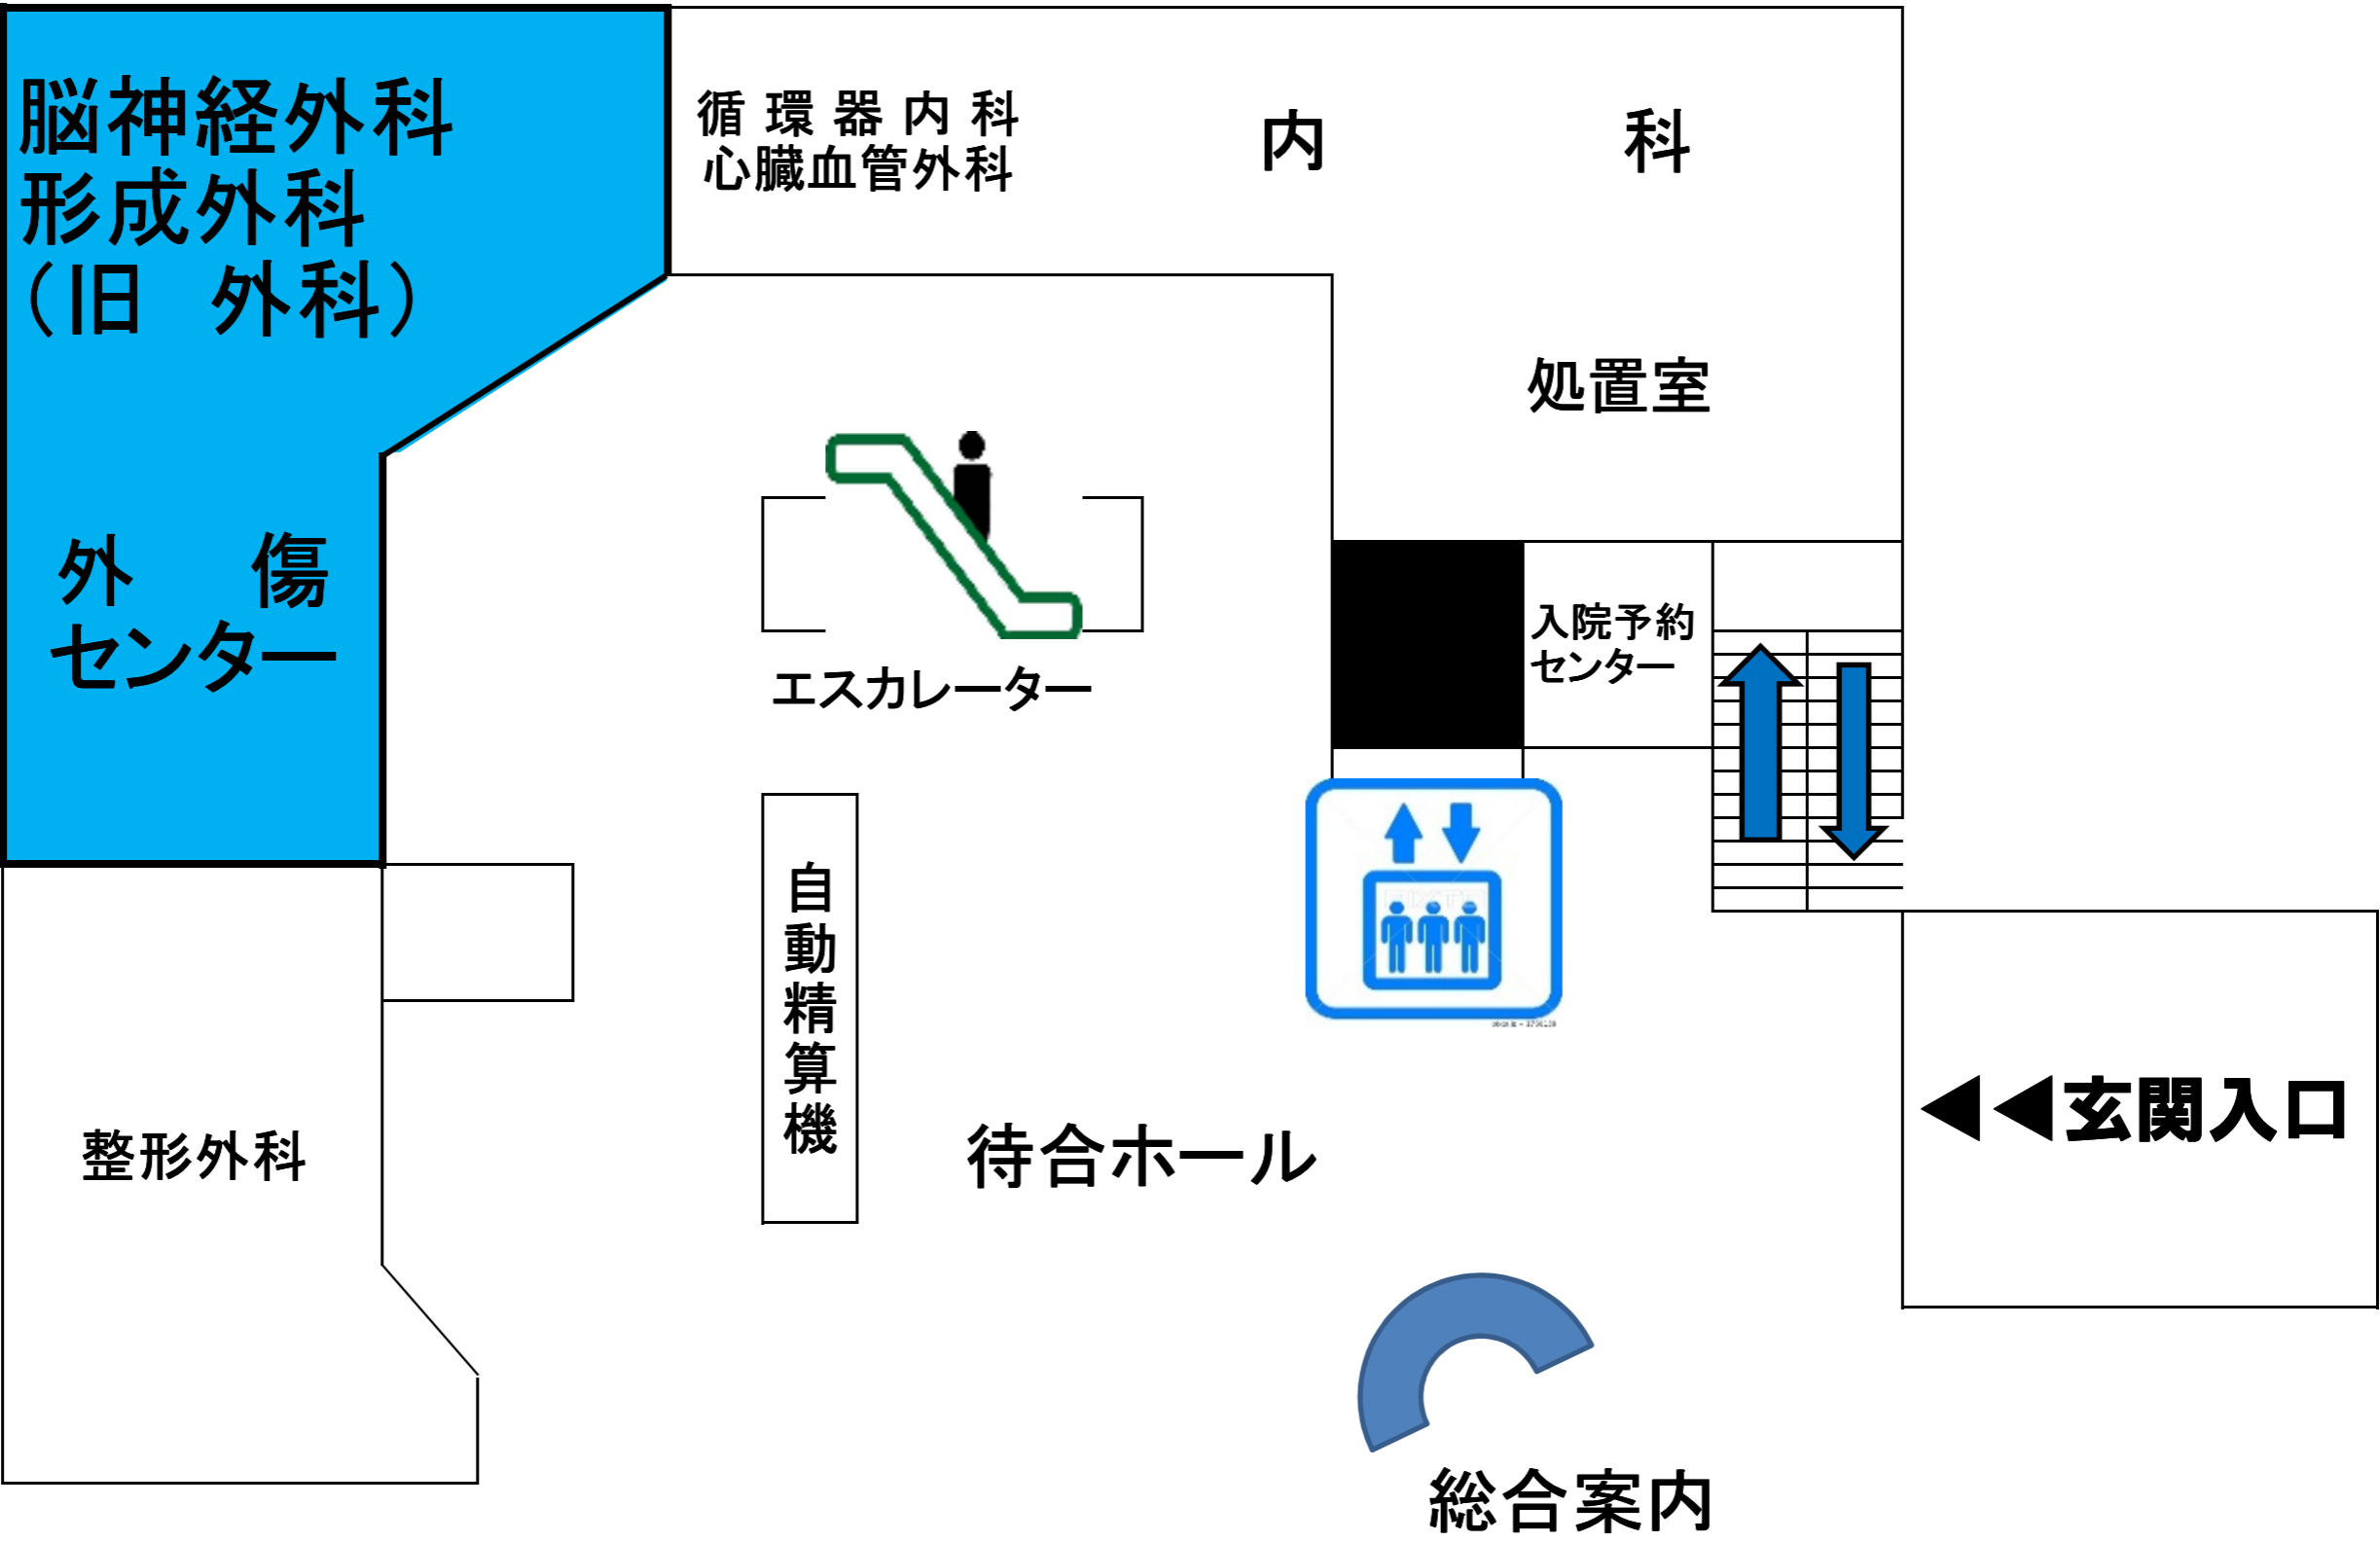 脳神経外科
形成外科
（旧　外科）
循環器内科
心臓血管外科
内　科
処置室
外　傷
センター
エスカレーター
入院予約
センター
自動精算機
整形外科
待合ホール
◀◀玄関入口
総合案内